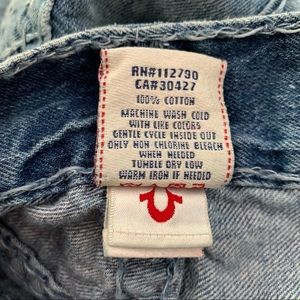 RN#112790
CA#30427
100% COTTON
MACHINE WASH COLD
WITH LIKE COLORS
GENTLE CYCLE INSIDE OUT
ONLY NON CHLORINE BLEACH
WHEN NEEDED
TUMBLE DRY LOW
WARM IRON IF NEEDED